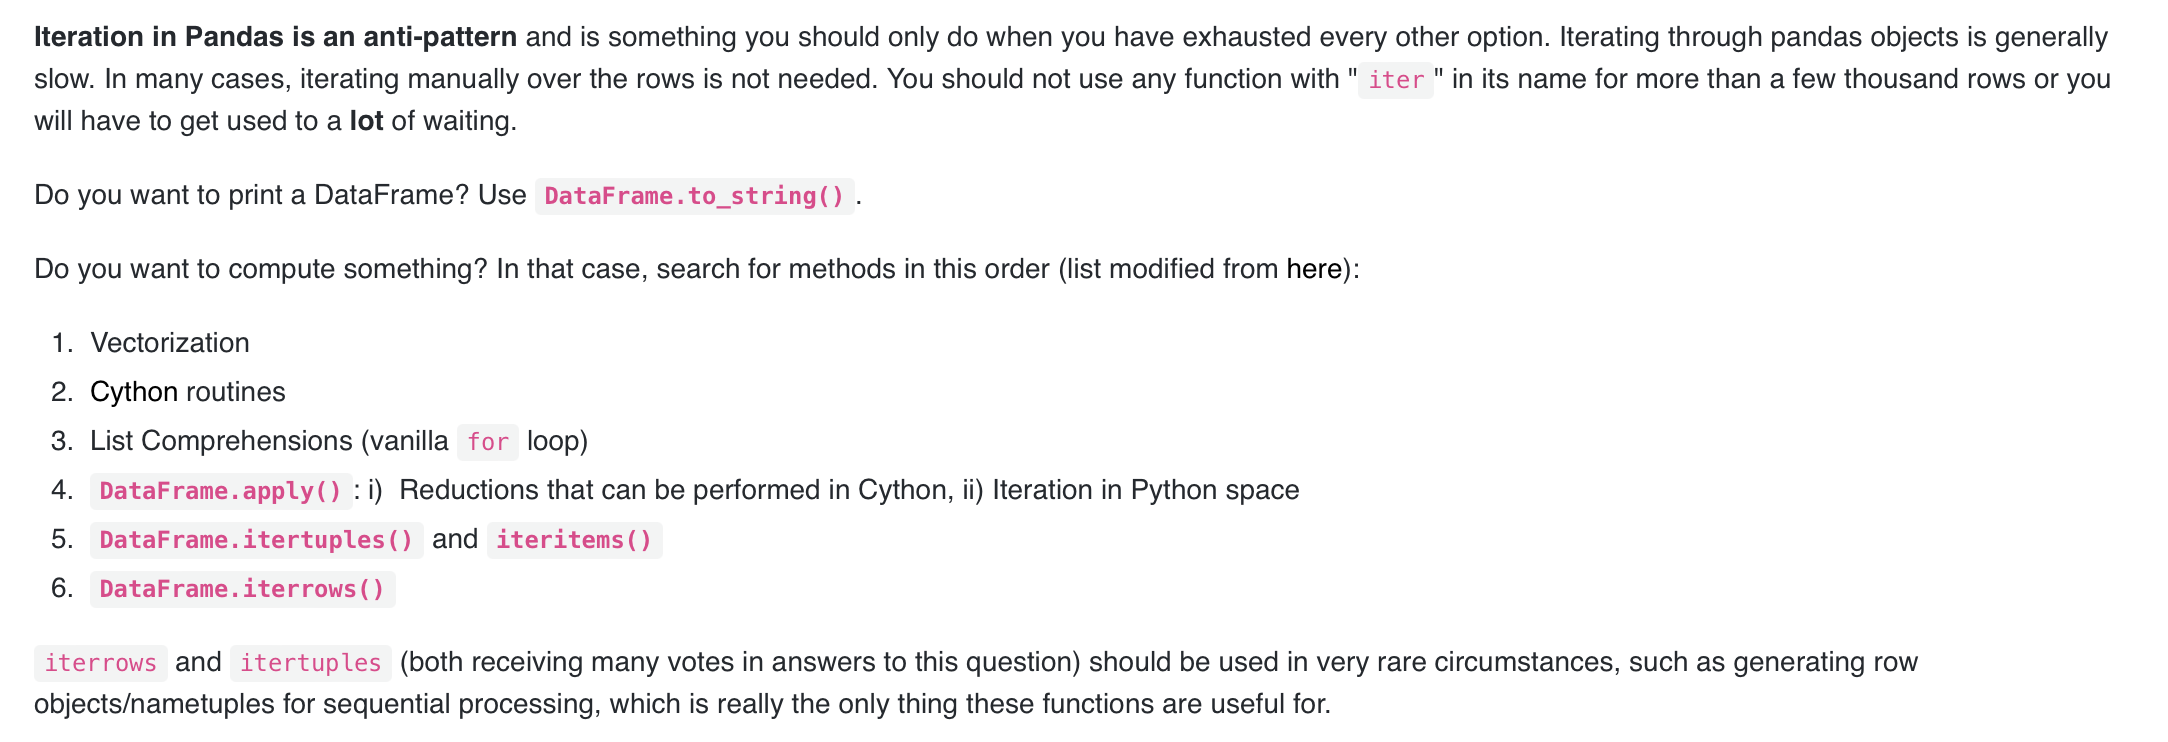 Iteration in Pandas is an anti-pattern and is something you should only do when you have exhausted every other option. Iterating through pandas objects is generally
slow. In many cases, iterating manually over the rows is not needed. You should not use any function with "iter" in its name for more than a few thousand rows or you
will have to get used to a lot of waiting.
Do you want to print a DataFrame? Use DataFrame.to_string().
Do you want to compute something? In that case, search for methods in this order (list modified from here):
1. Vectorization
2. Cython routines
3. List Comprehensions (vanilla for loop)
4. DataFrame.apply(): i) Reductions that can be performed in Cython, ii) Iteration in Python space
5. DataFrame.itertuples() and iteritems()
6. DataFrame.iterrows()
iterrows and itertuples (both receiving many votes in answers to this question) should be used in very rare circumstances, such as generating row
objects/nametuples for sequential processing, which is really the only thing these functions are useful for.